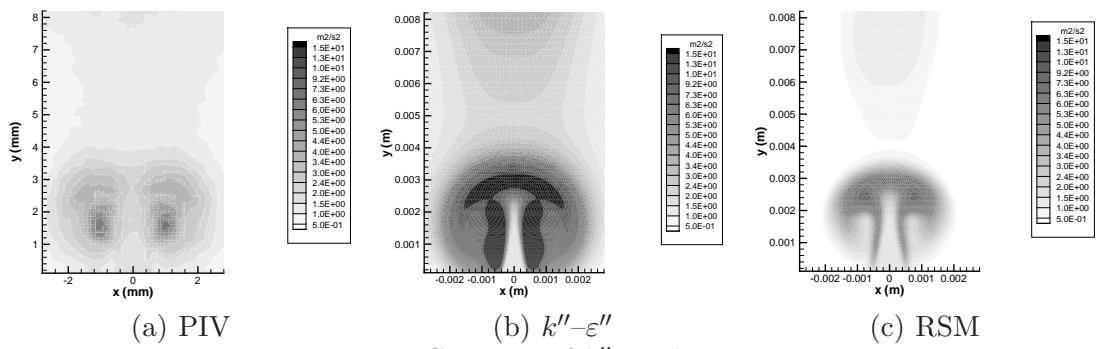 8
7
6
5
4
3
2
1
y (mm)
-2
0
2
x (mm)
m2/s2
1.5E+01
1.3E+01
1.0E+01
9.2E+00
7.3E+00
6.3E+00
6.0E+00
5.3E+00
5.0E+00
4.4E+00
4.0E+00
3.4E+00
3.0E+00
2.4E+00
2.0E+00
1.5E+00
1.0E+00
5.0E-01
(a) PIV
0.008
0.007
0.006
0.005
0.004
0.003
0.002
0.001
y (m)
-0.002
-0.001
0
0.001
0.002
x (m)
m2/s2
1.5E+01
1.3E+01
1.0E+01
9.2E+00
7.3E+00
6.3E+00
6.0E+00
5.3E+00
5.0E+00
4.4E+00
4.0E+00
3.4E+00
3.0E+00
2.4E+00
2.0E+00
1.5E+00
1.0E+00
5.0E-01
(b) k″–ε″
0.008
0.007
0.006
0.005
0.004
0.003
0.002
0.001
y (m)
-0.002
-0.001
0
0.001
0.002
x (m)
m2/s2
1.5E+01
1.3E+01
1.0E+01
9.2E+00
7.3E+00
6.3E+00
6.0E+00
5.3E+00
5.0E+00
4.4E+00
4.0E+00
3.4E+00
3.0E+00
2.4E+00
2.0E+00
1.5E+00
1.0E+00
5.0E-01
(c) RSM